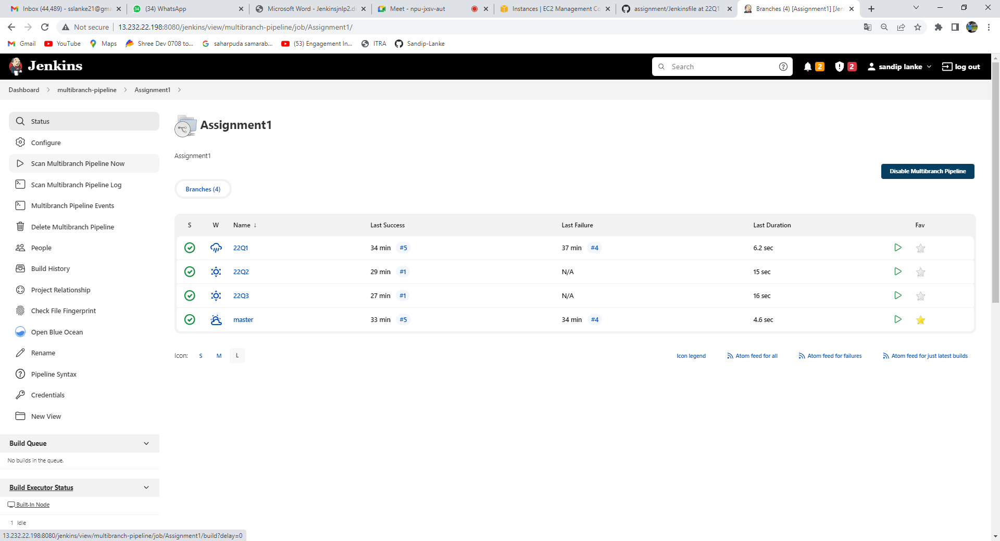 Inbox (44,489) - sslanke21@gma
(34) WhatsApp
Microsoft Word - Jenkinsjnlp2.d
Meet - npu-jxsv-aut
Instances | EC2 Management Co
assignment/Jenkinsfile at 22Q1
Branches (4) [Assignment1] [Jen
Not secure
13.232.22.198:8080/jenkins/view/multibranch-pipeline/job/Assignment1/
Gmail
YouTube
Maps
Shree Dev 0708 to...
saharpuda samarab...
(53) Engagement In...
ITRA
Sandip-Lanke
Jenkins
Search
2
2
sandip lanke
log out
Dashboard
multibranch-pipeline
Assignment1
Status
Configure
Scan Multibranch Pipeline Now
Scan Multibranch Pipeline Log
Multibranch Pipeline Events
Delete Multibranch Pipeline
People
Build History
Project Relationship
Check File Fingerprint
Open Blue Ocean
Rename
Pipeline Syntax
Credentials
New View
Build Queue
No builds in the queue.
Build Executor Status
Built-In Node
1 Idle
13.232.22.198:8080/jenkins/view/multibranch-pipeline/job/Assignment1/build?delay=0
Assignment1
Assignment1
Disable Multibranch Pipeline
Branches (4)
S W Name ↓ Last Success Last Failure Last Duration Fav
22Q1 34 min #5 37 min #4 6.2 sec
22Q2 29 min #1 N/A 15 sec
22Q3 27 min #1 N/A 16 sec
master 33 min #5 34 min #4 4.6 sec
Icon: S M L
Icon legend
Atom feed for all
Atom feed for failures
Atom feed for just latest builds